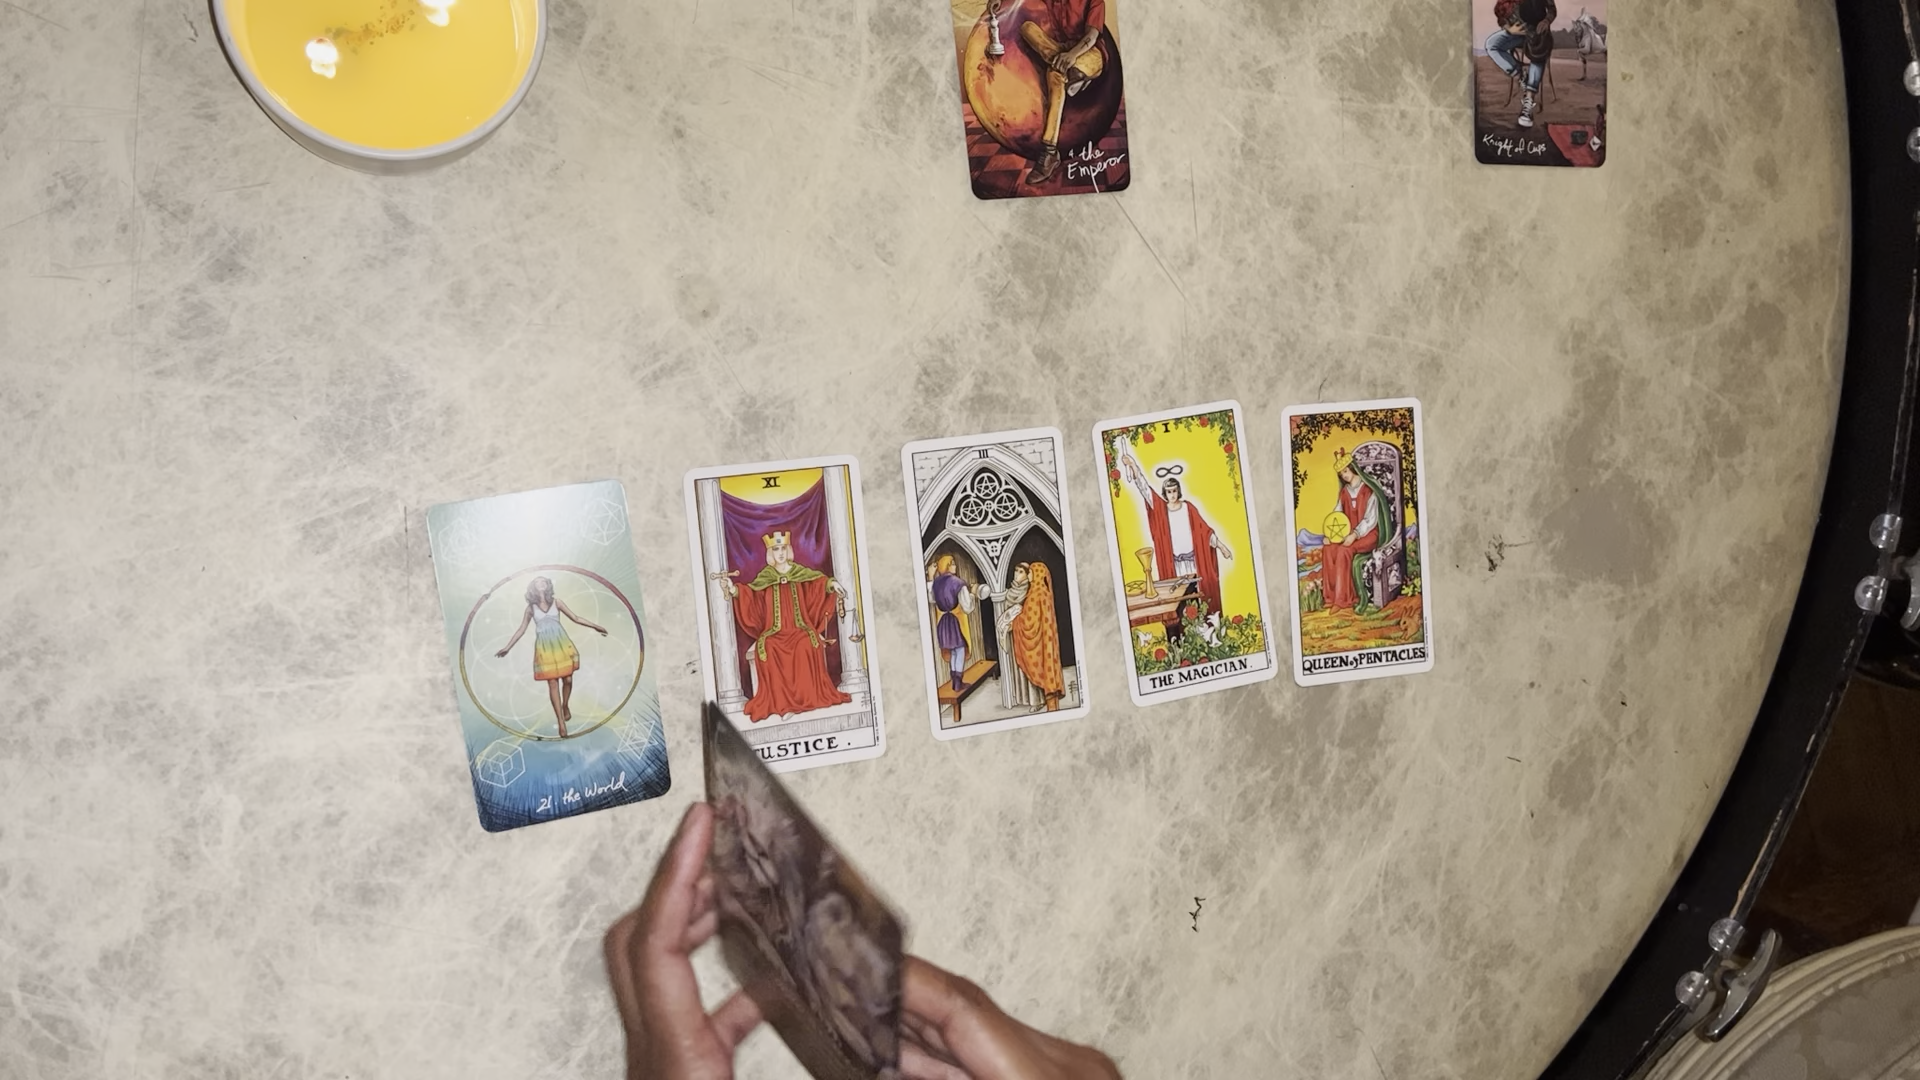 4. the
Emperor
Knight of Cups
21. the World
XI
USTICE.
III
I
THE MAGICIAN.
QUEEN of PENTACLES